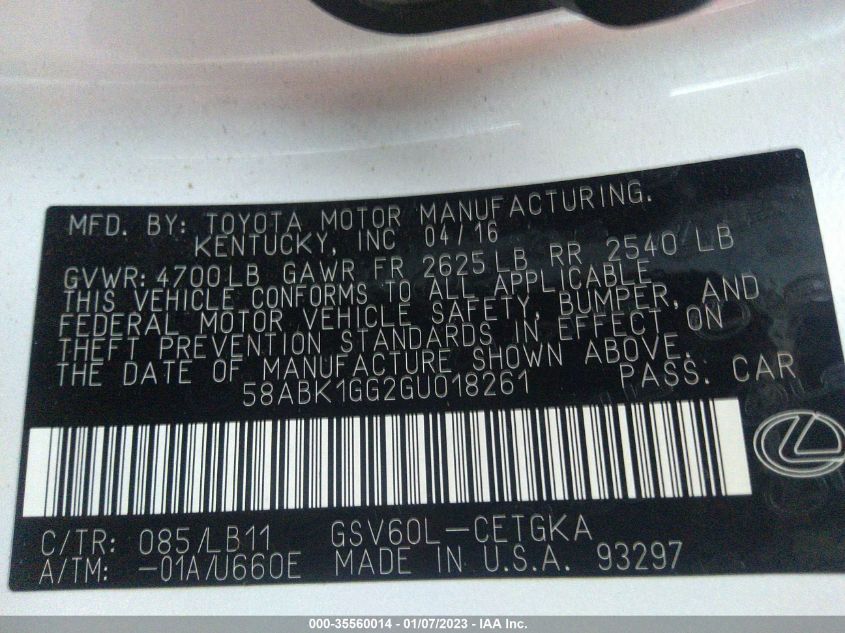 MFD. BY: TOYOTA MOTOR MANUFACTURING.
KENTUCKY, INC 04/16
GVWR: 4700LB GAWR FR 2625LB RR 2540 LB
THIS VEHICLE CONFORMS TO ALL APPLICABLE
FEDERAL MOTOR VEHICLE SAFETY, BUMPER, AND
THEFT PREVENTION STANDARDS IN EFFECT ON
THE DATE OF MANUFACTURE SHOWN ABOVE.
58ABK1GG2GU018261 PASS. CAR
C/TR: 085/LB11 GSV60L-CETGKA
A/TM: -01A/U660E MADE IN U.S.A. 93297
000-35560014 - 01/07/2023 - IAA Inc.